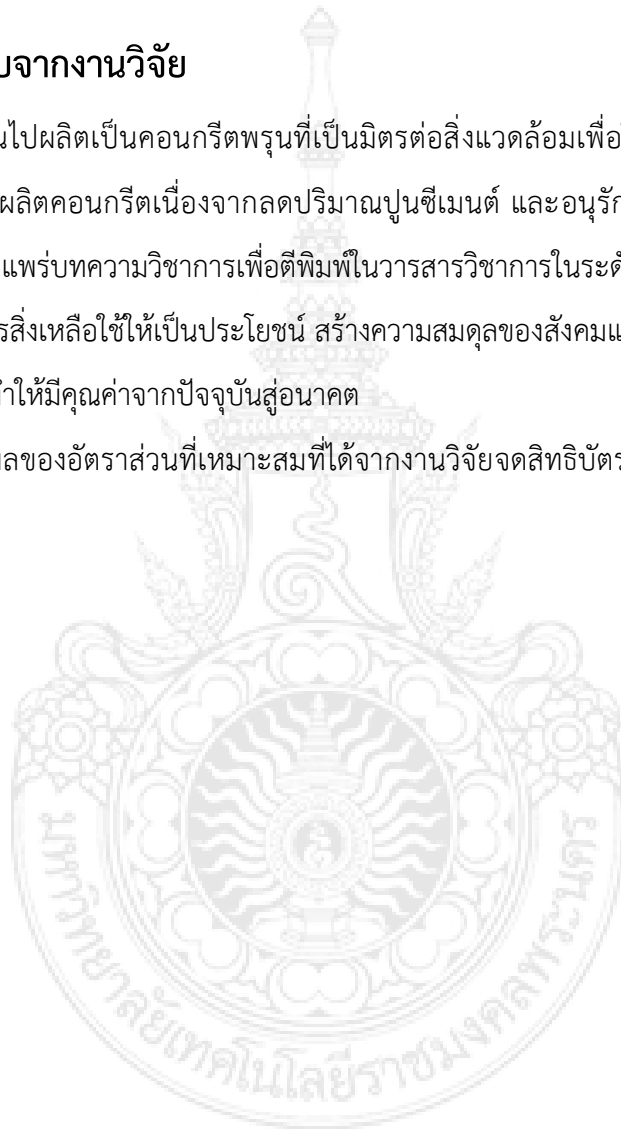 บจากงานวิจัย
นไปผลิตเป็นคอนกรีตพรุนที่เป็นมิตรต่อสิ่งแวดล้อมเพื่อ
ผลิตคอนกรีตเนื่องจากลดปริมาณปูนซีเมนต์ และอนุรัก
แพร่บทความวิชาการเพื่อตีพิมพ์ในวารสารวิชาการในระดั
รสิ่งเหลือใช้ให้เป็นประโยชน์ สร้างความสมดุลของสังคมแ
ทำให้มีคุณค่าจากปัจจุบันสู่อนาคต
ผลของอัตราส่วนที่เหมาะสมที่ได้จากงานวิจัยจดสิทธิบัตร
มหาวิทยาลัยเทคโนโลยีราชมงคลพระนคร